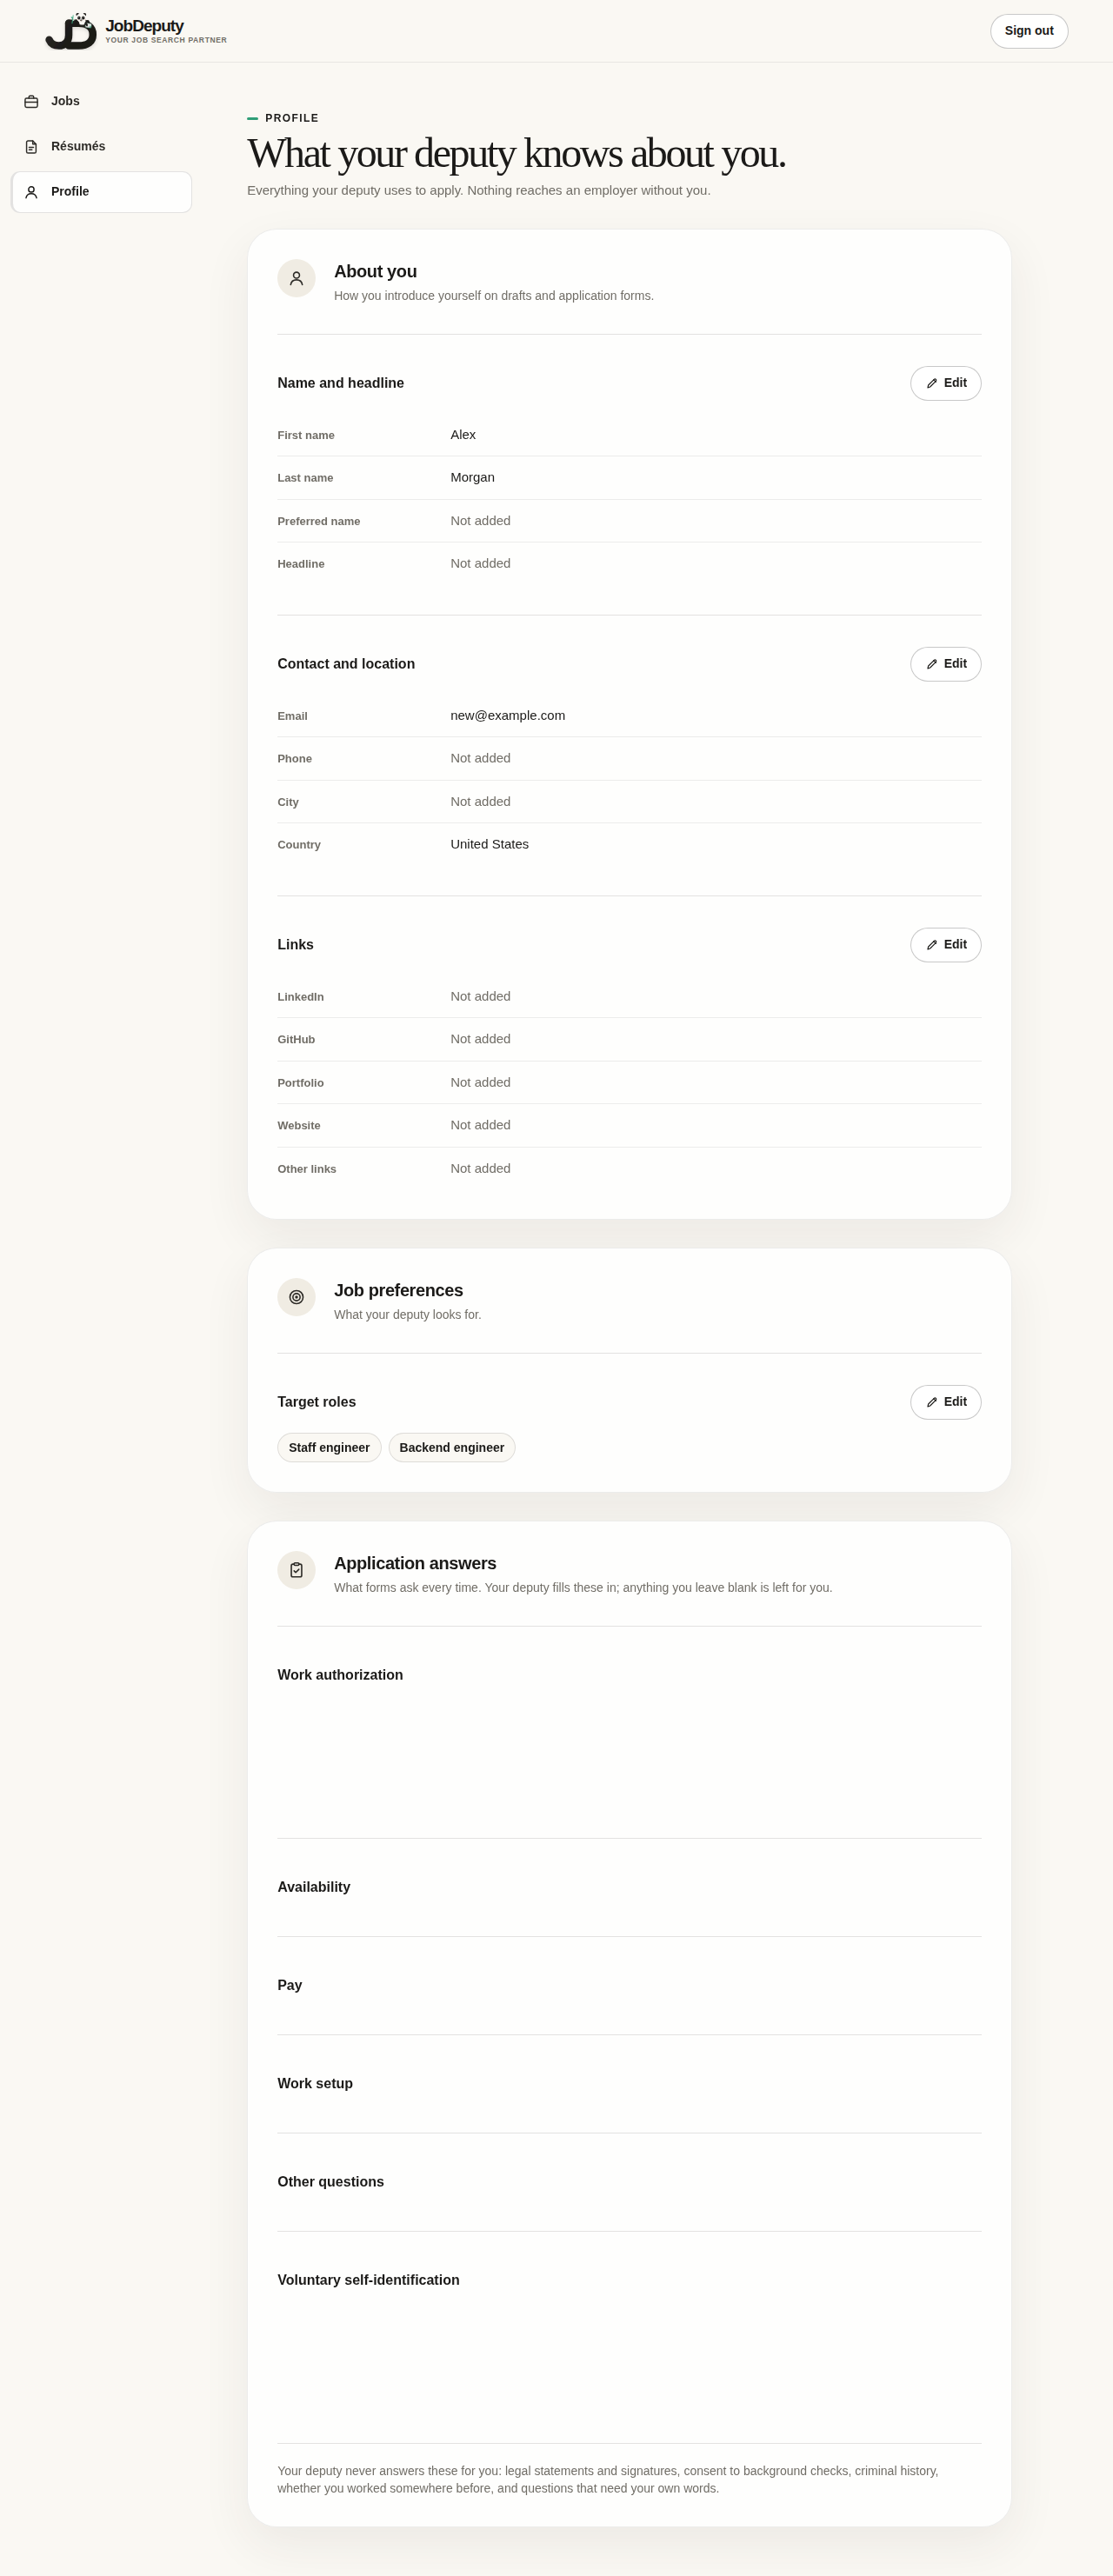 JobDeputy
YOUR JOB SEARCH PARTNER
Sign out
Jobs
Résumés
Profile
PROFILE
What your deputy knows about you.
Everything your deputy uses to apply. Nothing reaches an employer without you.
About you
How you introduce yourself on drafts and application forms.
Name and headline
Edit
First name Alex
Last name Morgan
Preferred name Not added
Headline Not added
Contact and location
Edit
Email new@example.com
Phone Not added
City Not added
Country United States
Links
Edit
LinkedIn Not added
GitHub Not added
Portfolio Not added
Website Not added
Other links Not added
Job preferences
What your deputy looks for.
Target roles
Edit
Staff engineer Backend engineer
Application answers
What forms ask every time. Your deputy fills these in; anything you leave blank is left for you.
Work authorization
Availability
Pay
Work setup
Other questions
Voluntary self-identification
Your deputy never answers these for you: legal statements and signatures, consent to background checks, criminal history,
whether you worked somewhere before, and questions that need your own words.